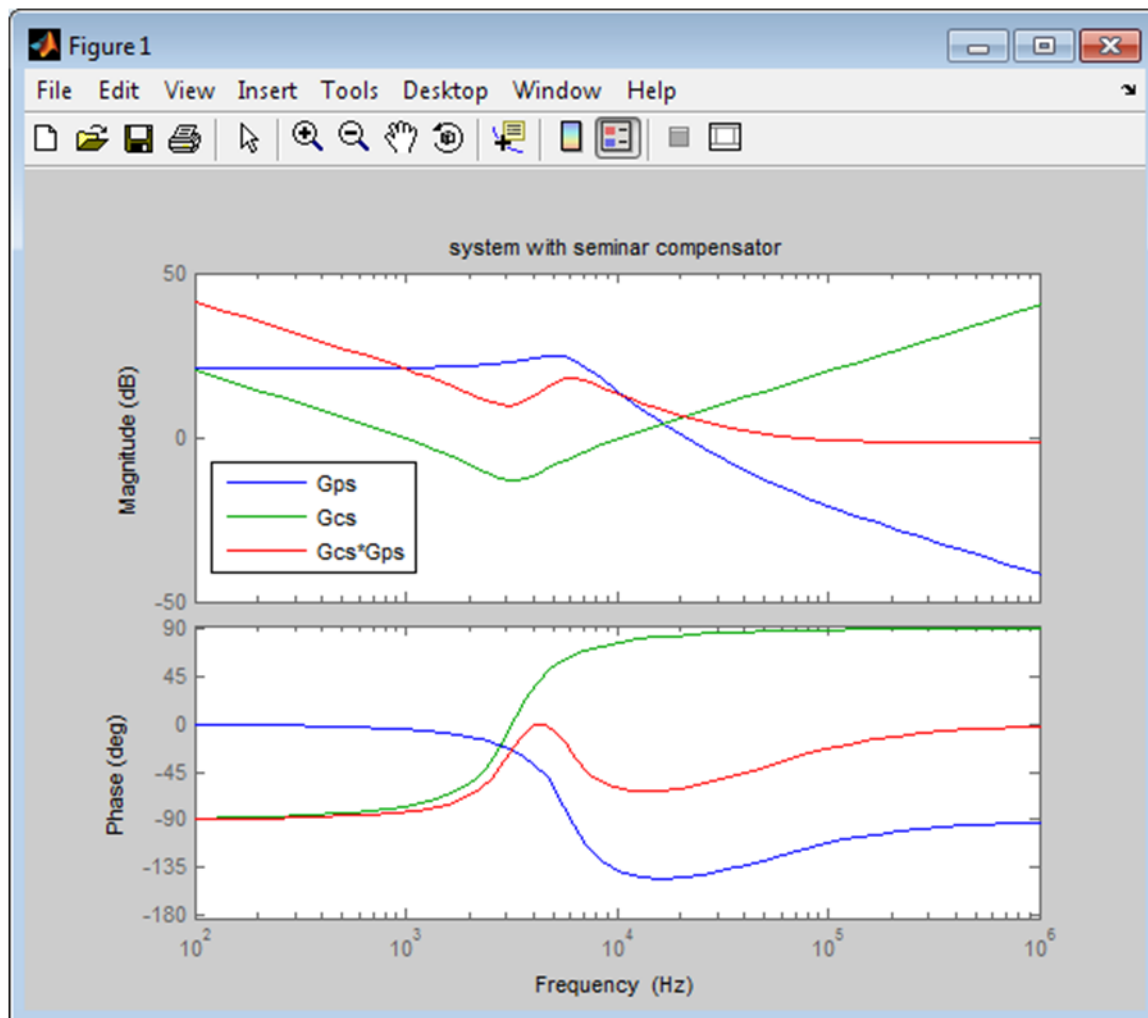 Figure 1
File Edit View Insert Tools Desktop Window Help
system with seminar compensator
50
0
-50
Magnitude (dB)
Gps
Gcs
Gcs*Gps
90
45
0
-45
-90
-135
-180
Phase (deg)
10^2 10^3 10^4 10^5 10^6
Frequency (Hz)